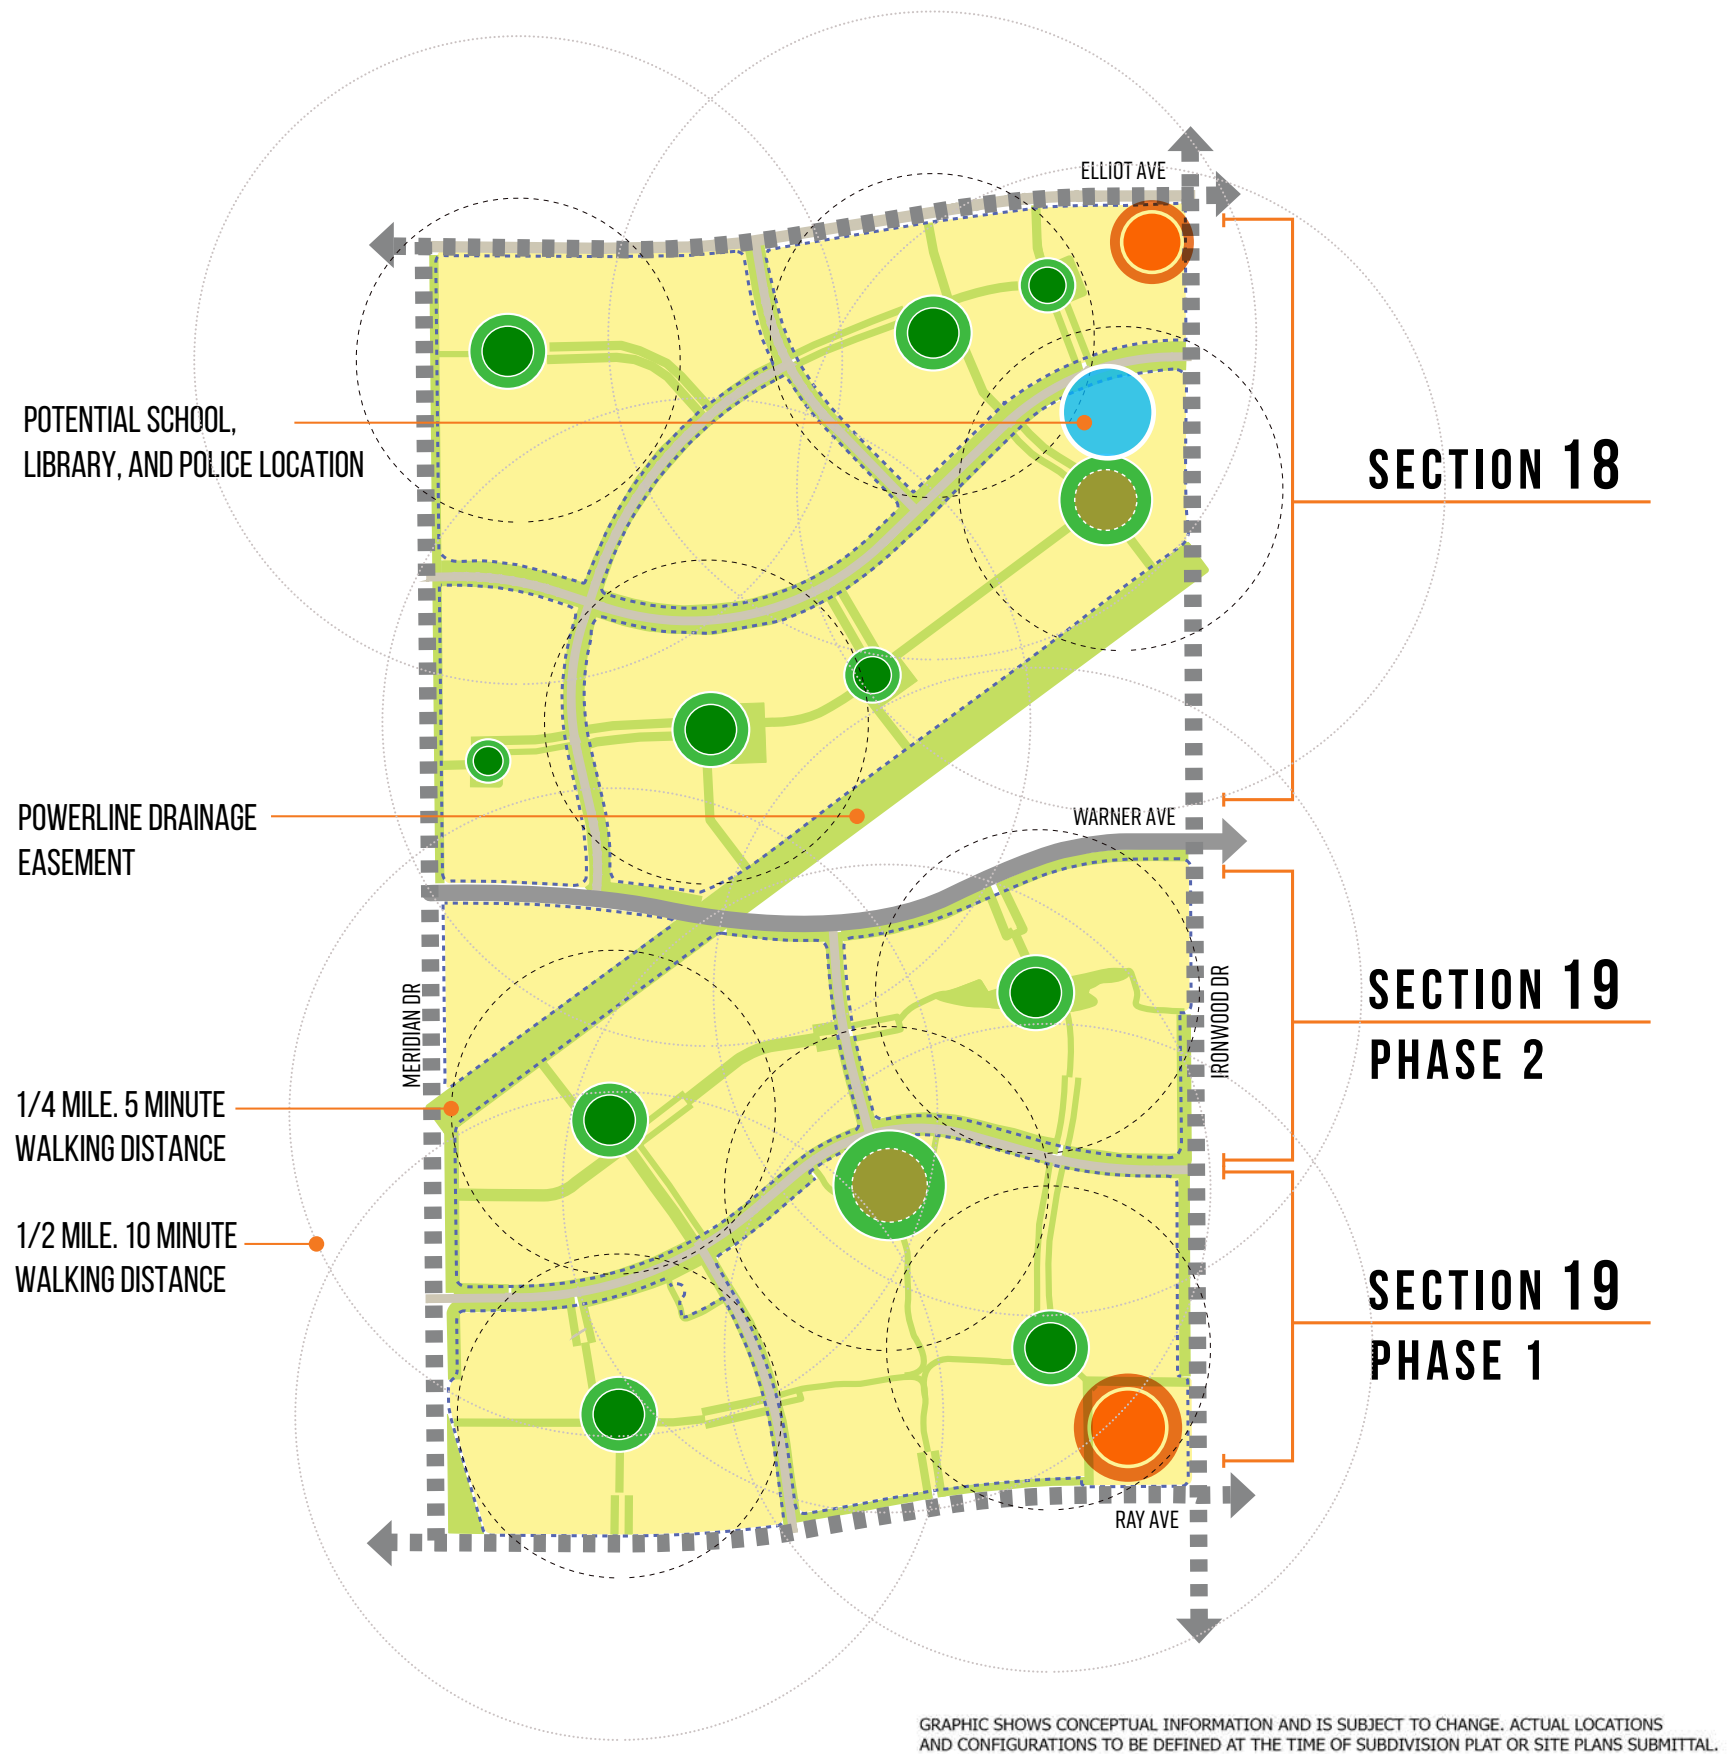 ELLIOT AVE
POTENTIAL SCHOOL,
LIBRARY, AND POLICE LOCATION
SECTION 18
POWERLINE DRAINAGE
EASEMENT
WARNER AVE
MERIDIAN DR
IRONWOOD DR
SECTION 19
PHASE 2
1/4 MILE. 5 MINUTE
WALKING DISTANCE
1/2 MILE. 10 MINUTE
WALKING DISTANCE
SECTION 19
PHASE 1
RAY AVE
GRAPHIC SHOWS CONCEPTUAL INFORMATION AND IS SUBJECT TO CHANGE. ACTUAL LOCATIONS
AND CONFIGURATIONS TO BE DEFINED AT THE TIME OF SUBDIVISION PLAT OR SITE PLANS SUBMITTAL.